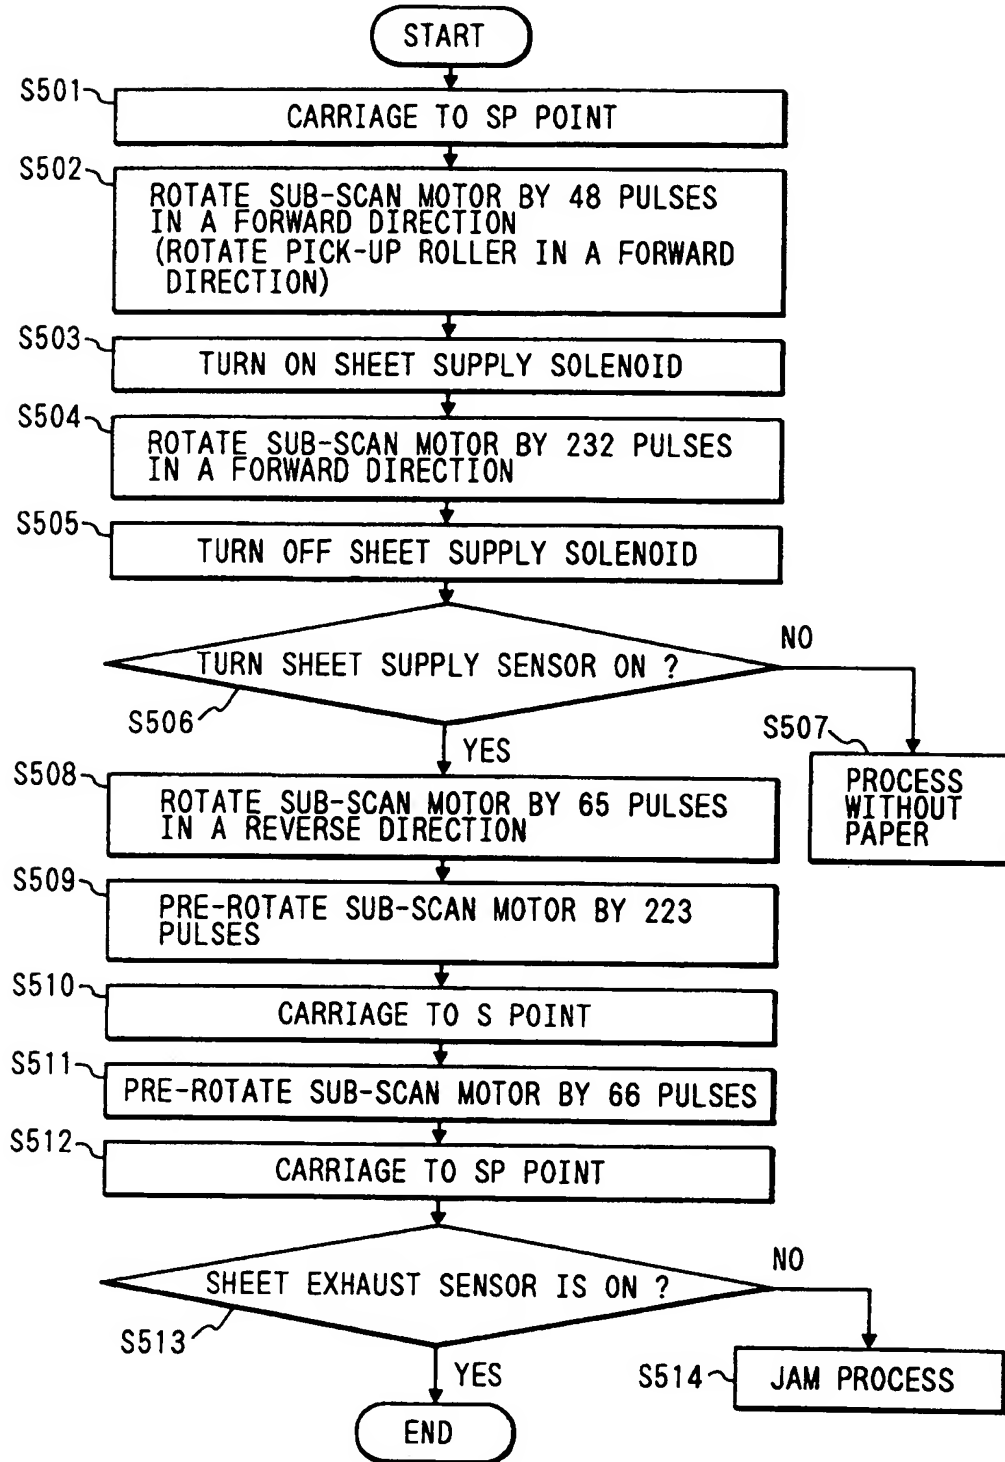 START
S501
CARRIAGE TO SP POINT
S502
ROTATE SUB-SCAN MOTOR BY 48 PULSES
IN A FORWARD DIRECTION
(ROTATE PICK-UP ROLLER IN A FORWARD
DIRECTION)
S503
TURN ON SHEET SUPPLY SOLENOID
S504
ROTATE SUB-SCAN MOTOR BY 232 PULSES
IN A FORWARD DIRECTION
S505
TURN OFF SHEET SUPPLY SOLENOID
TURN SHEET SUPPLY SENSOR ON ?
NO
S506
YES
S507
PROCESS
WITHOUT
PAPER
S508
ROTATE SUB-SCAN MOTOR BY 65 PULSES
IN A REVERSE DIRECTION
S509
PRE-ROTATE SUB-SCAN MOTOR BY 223
PULSES
S510
CARRIAGE TO S POINT
S511
PRE-ROTATE SUB-SCAN MOTOR BY 66 PULSES
S512
CARRIAGE TO SP POINT
SHEET EXHAUST SENSOR IS ON ?
NO
S513
YES
S514
JAM PROCESS
END